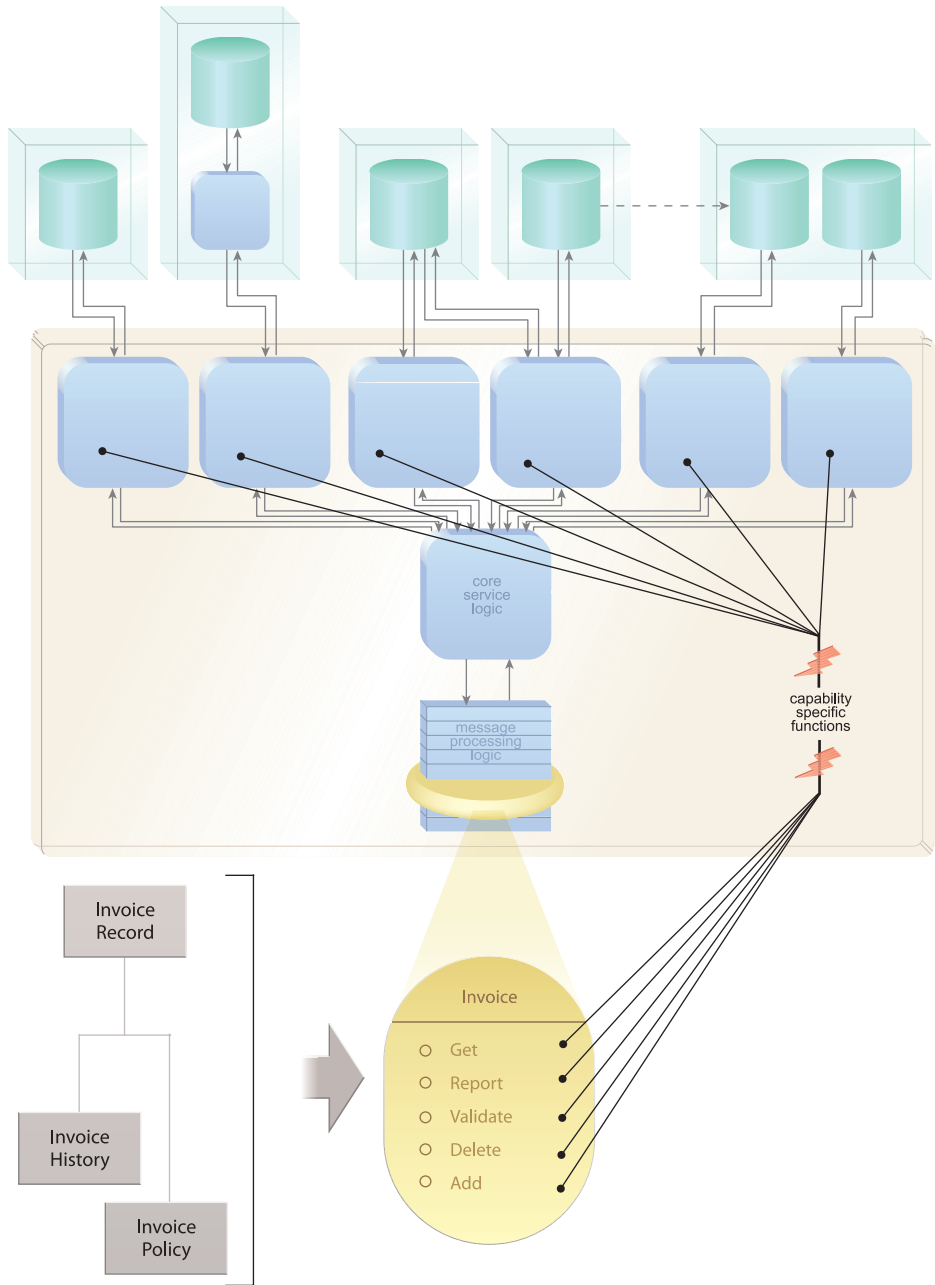 core
service
logic
message
processing
logic
capability
specific
functions
Invoice
Record
Invoice
History
Invoice
Policy
Invoice
Get
Report
Validate
Delete
Add